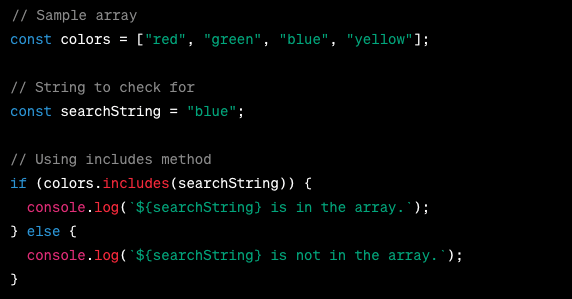 // Sample array
const colors = ["red", "green", "blue", "yellow"];
// String to check for
const searchString = "blue";
// Using includes method
if (colors.includes(searchString)) {
  console.log(`${searchString} is in the array.`);
} else {
  console.log(`${searchString} is not in the array.`);
}